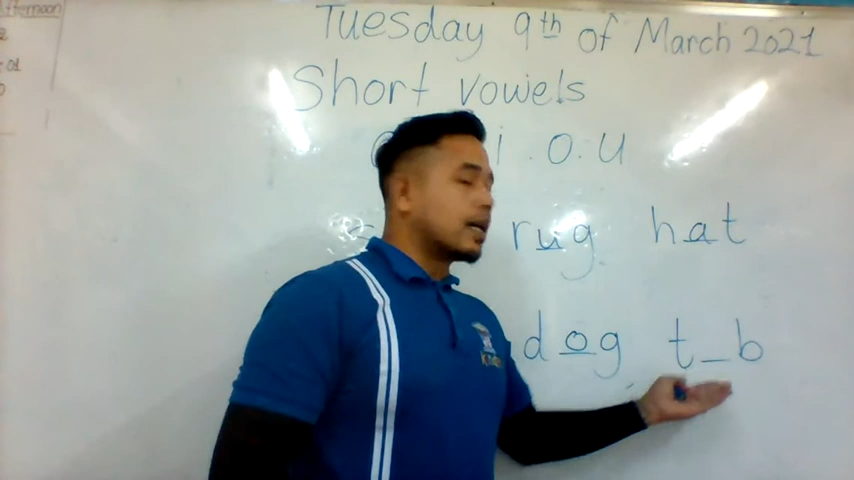 Tuesday 9th of March 2021
Short vowels
i . o . u
rug hat
dog t_b